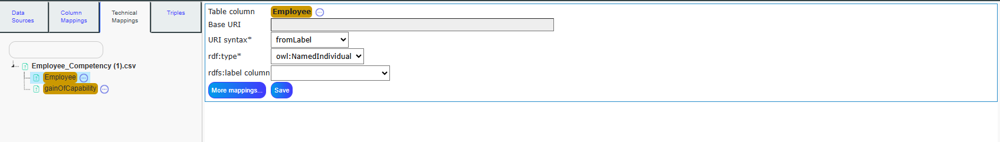 Data Sources
Column Mappings
Technical Mappings
Triples
Employee_Competency (1).csv
Employee
gainOfCapability
Table column Employee
Base URI
URI syntax* fromLabel
rdf:type* owl:NamedIndividual
rdfs:label column
More mappings... Save